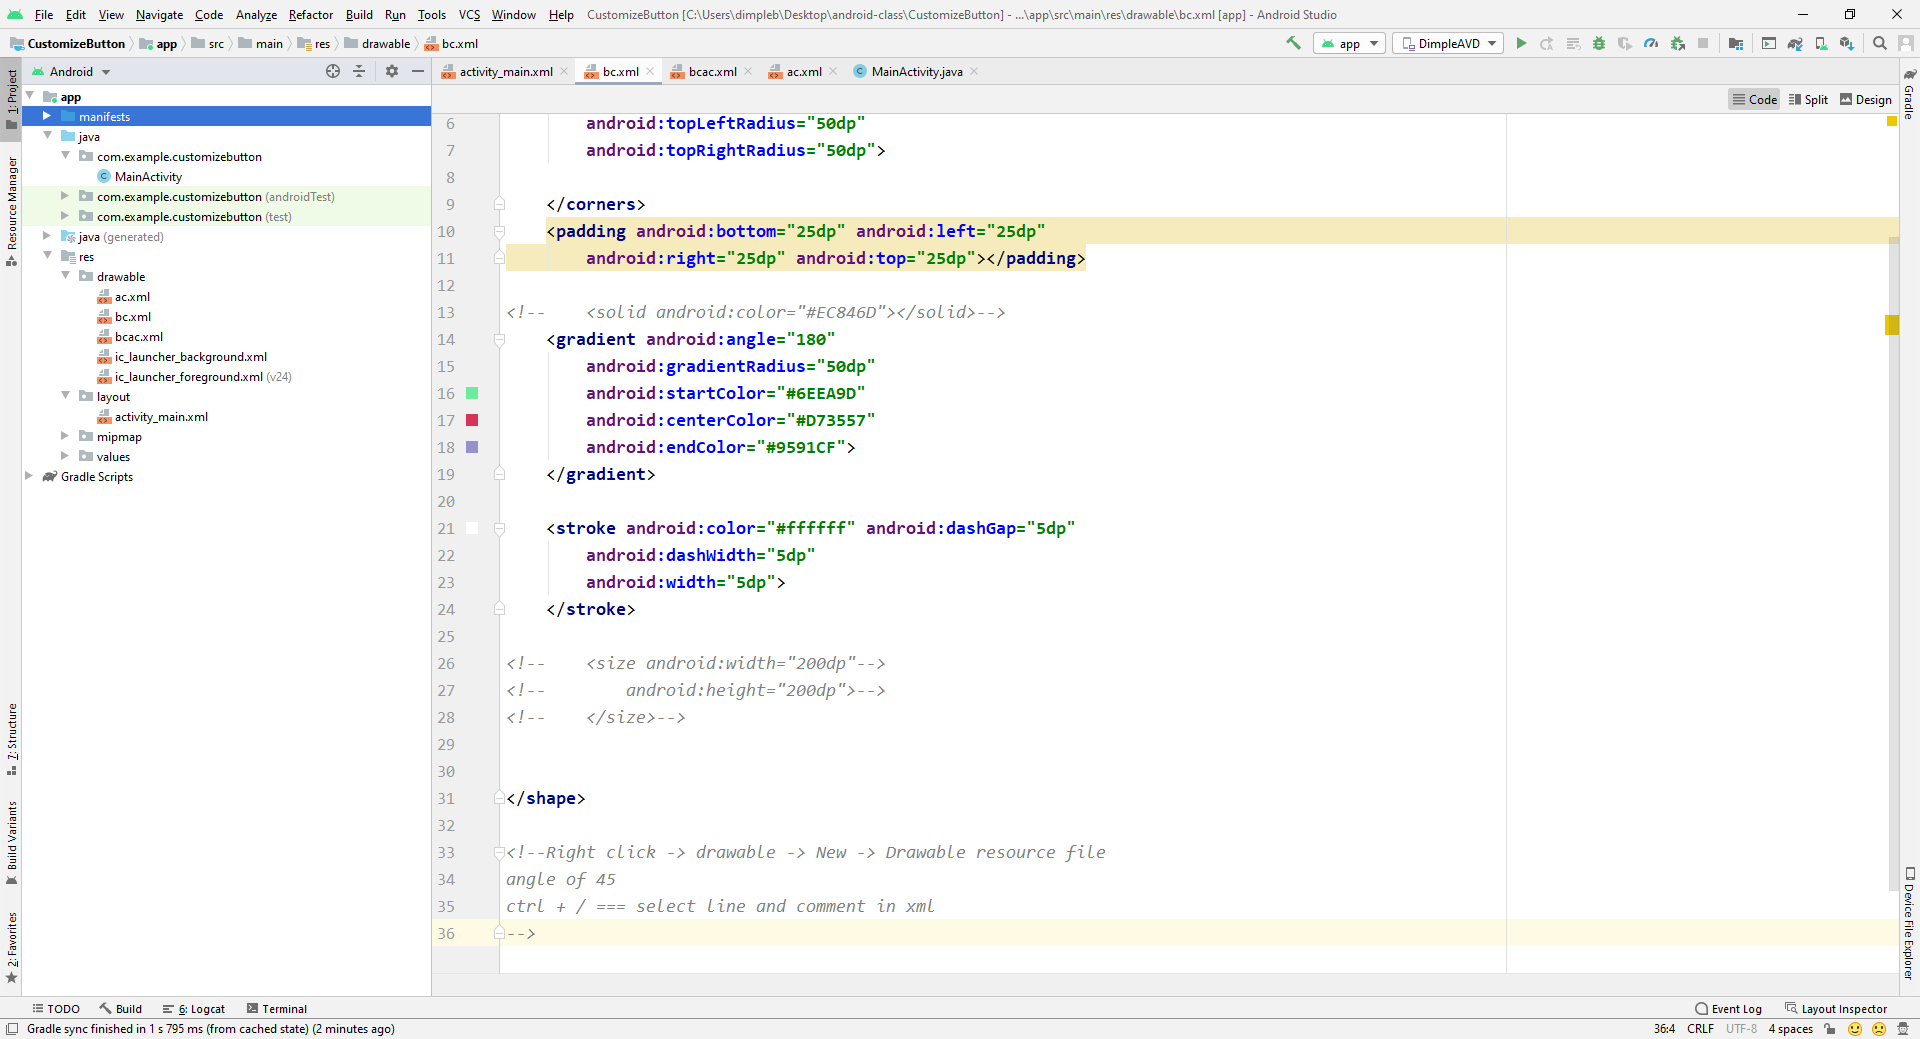 File Edit View Navigate Code Analyze Refactor Build Run Tools VCS Window Help CustomizeButton [C:\Users\dimpleb\Desktop\android-class\CustomizeButton] - ...\app\src\main\res\drawable\bc.xml [app] - Android Studio
CustomizeButton app src main res drawable bc.xml app DimpleAVD
Android activity_main.xml bc.xml bcac.xml ac.xml MainActivity.java
Code Split Design
1: Project
Resource Manager
7: Structure
Build Variants
2: Favorites
app
manifests
java
com.example.customizebutton
MainActivity
com.example.customizebutton (androidTest)
com.example.customizebutton (test)
java (generated)
res
drawable
ac.xml
bc.xml
bcac.xml
ic_launcher_background.xml
ic_launcher_foreground.xml (v24)
layout
activity_main.xml
mipmap
values
Gradle Scripts
6 android:topLeftRadius="50dp"
7 android:topRightRadius="50dp">
8
9 </corners>
10 <padding android:bottom="25dp" android:left="25dp"
11 android:right="25dp" android:top="25dp"></padding>
12
13 <!-- <solid android:color="#EC846D"></solid>-->
14 <gradient android:angle="180"
15 android:gradientRadius="50dp"
16 android:startColor="#6EEA9D"
17 android:centerColor="#D73557"
18 android:endColor="#9591CF">
19 </gradient>
20
21 <stroke android:color="#ffffff" android:dashGap="5dp"
22 android:dashWidth="5dp"
23 android:width="5dp">
24 </stroke>
25
26 <!-- <size android:width="200dp"-->
27 <!-- android:height="200dp">-->
28 <!-- </size>-->
29
30
31 </shape>
32
33 <!--Right click -> drawable -> New -> Drawable resource file
34 angle of 45
35 ctrl + / === select line and comment in xml
36 -->
Gradle
Device File Explorer
TODO Build 6: Logcat Terminal Event Log Layout Inspector
Gradle sync finished in 1 s 795 ms (from cached state) (2 minutes ago) 36:4 CRLF UTF-8 4 spaces